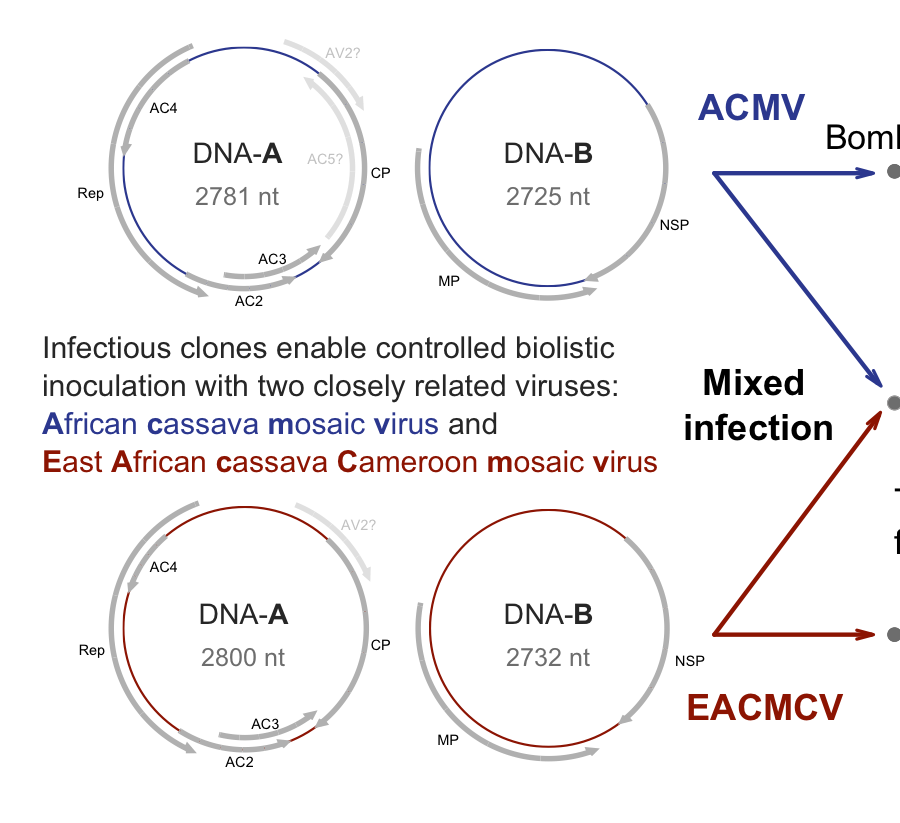 AV2?
AC4
DNA-A
2781 nt
AC5?
CP
Rep
AC3
AC2
DNA-B
2725 nt
NSP
MP
ACMV
Bomb
Infectious clones enable controlled biolistic
inoculation with two closely related viruses:
African cassava mosaic virus and
East African cassava Cameroon mosaic virus
Mixed
infection
AV2?
AC4
DNA-A
2800 nt
Rep
CP
AC3
AC2
DNA-B
2732 nt
NSP
MP
EACMCV